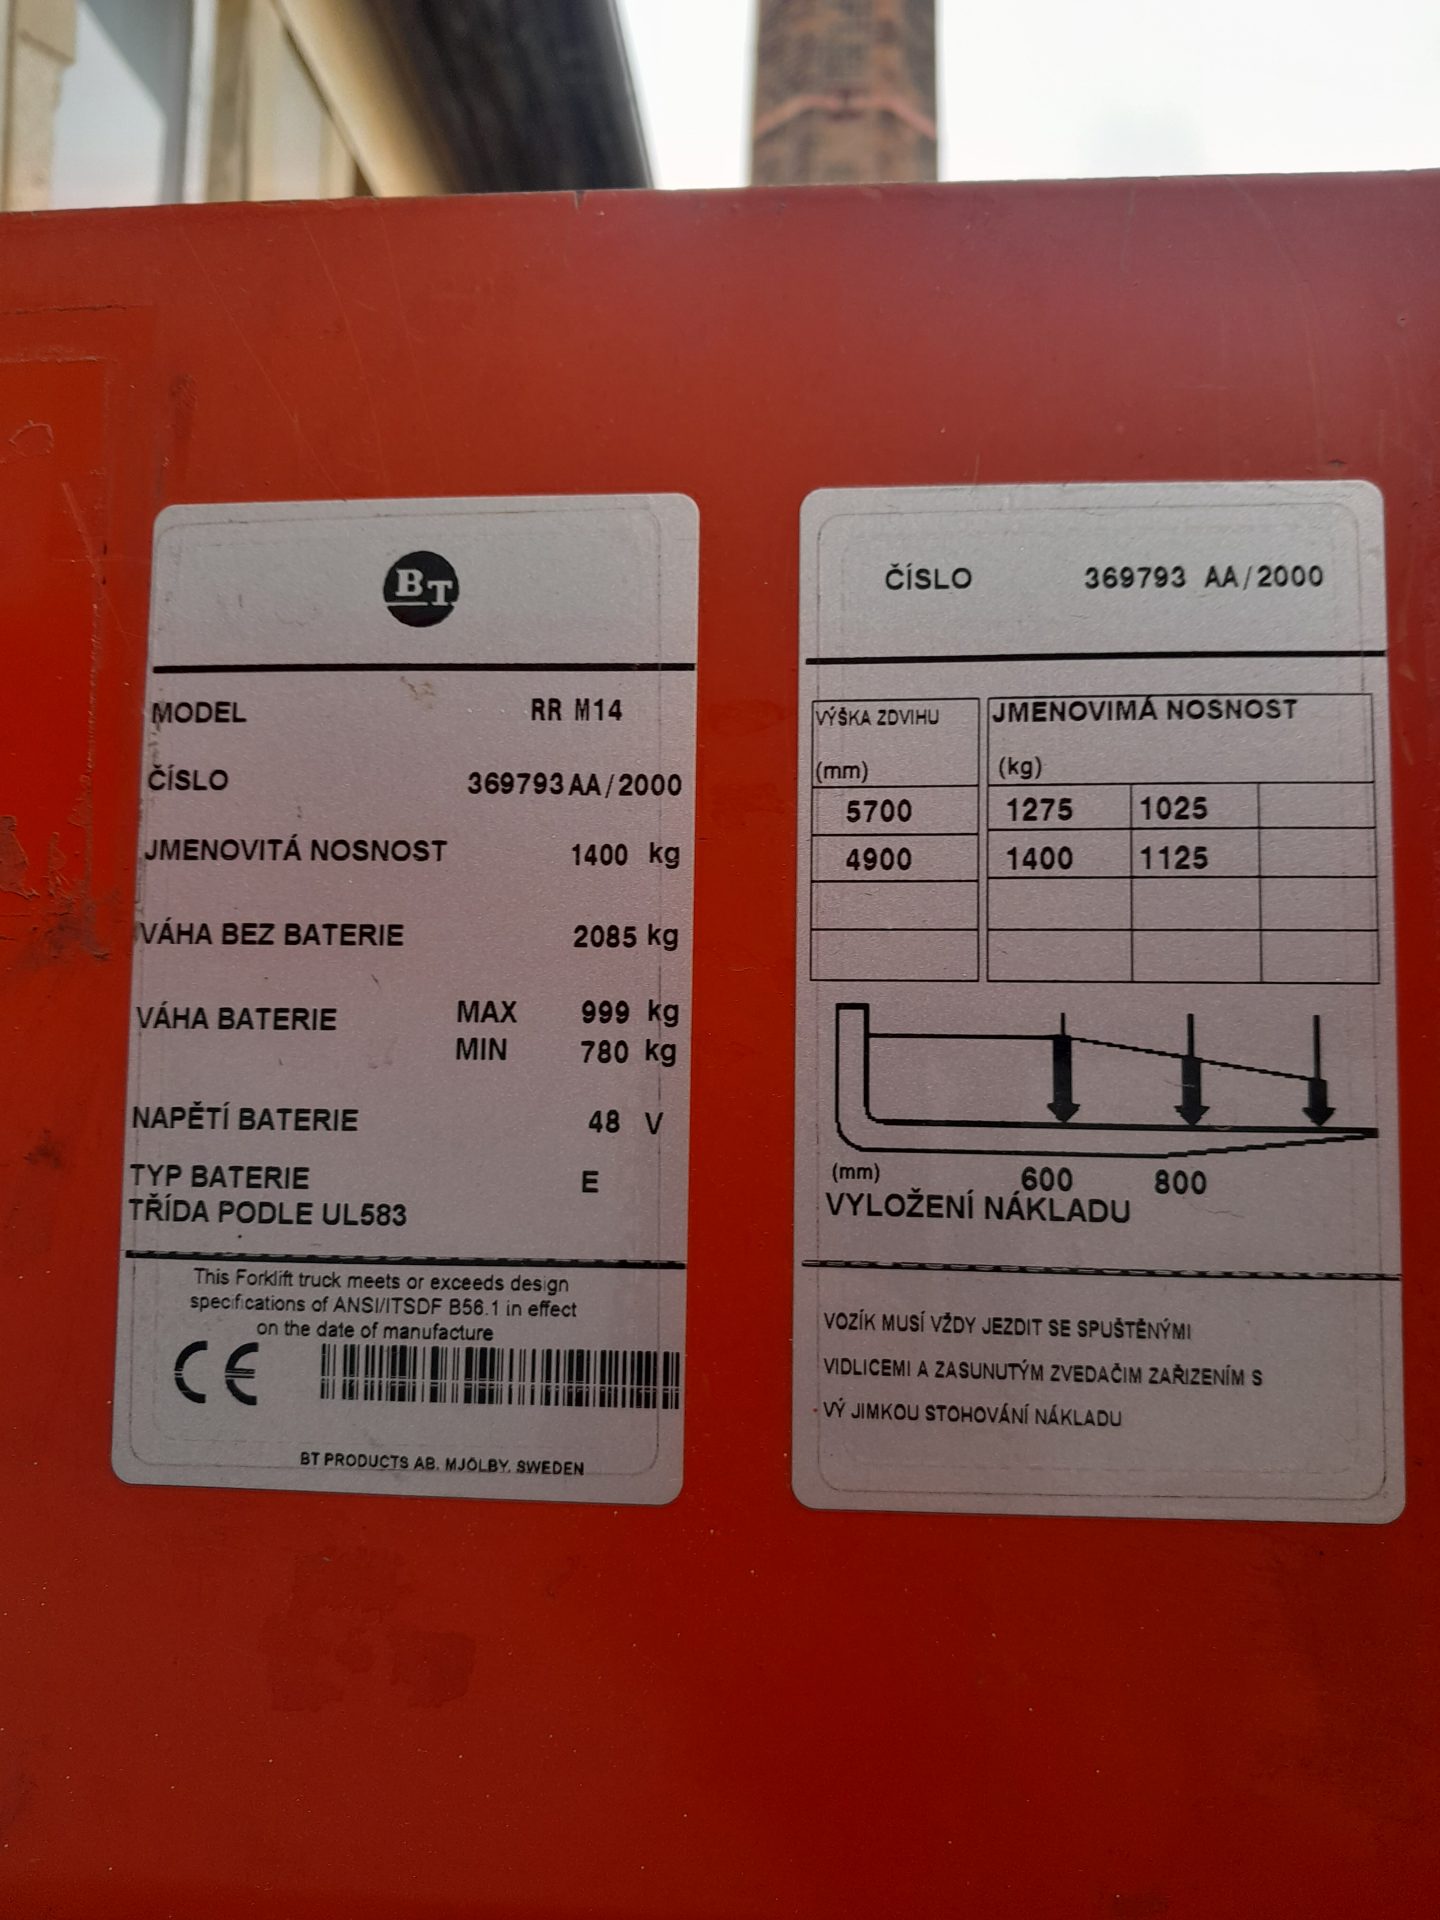 BT
MODEL RR M14
ČÍSLO 369793 AA/2000
JMENOVITÁ NOSNOST 1400 kg
VÁHA BEZ BATERIE 2085 kg
VÁHA BATERIE MAX 999 kg
MIN 780 kg
NAPĚTÍ BATERIE 48 V
TYP BATERIE E
TŘÍDA PODLE UL583
This Forklift truck meets or exceeds design
specifications of ANSI/ITSDF B56.1 in effect
on the date of manufacture
CE
BT PRODUCTS AB. MJÖLBY. SWEDEN
ČÍSLO 369793 AA/2000
VÝŠKA ZDVIHU JMENOVIMÁ NOSNOST
(mm) (kg)
5700 1275 1025
4900 1400 1125
(mm) 600 800
VYLOŽENÍ NÁKLADU
VOZÍK MUSÍ VŽDY JEZDIT SE SPUŠTĚNÝMI
VIDLICEMI A ZASUNUTÝM ZVEDAČIM ZAŘIZENÍM S
VÝ JIMKOU STOHOVÁNÍ NÁKLADU